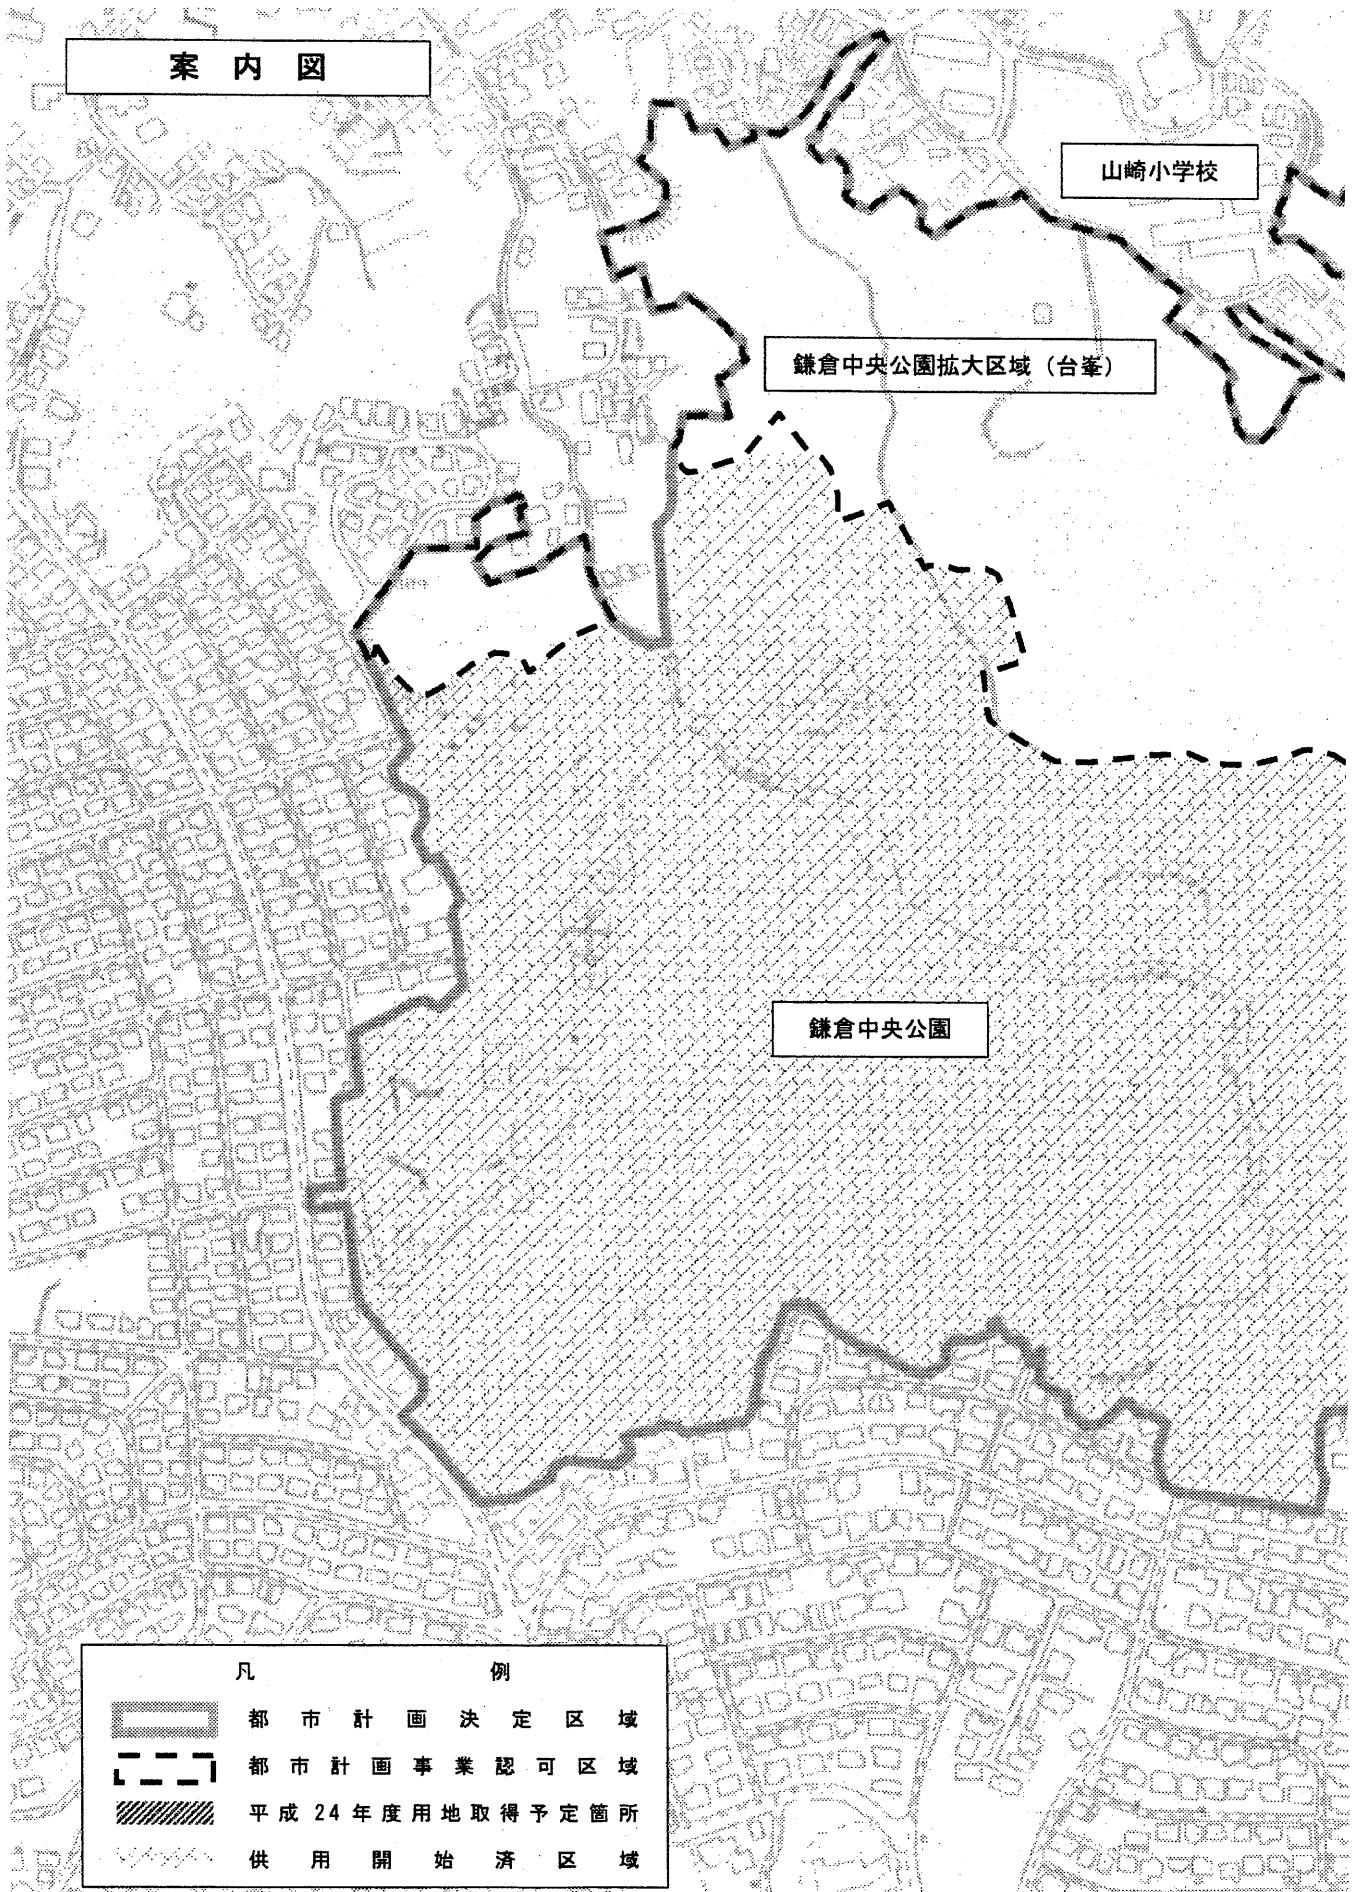 案内図
山崎小学校
鎌倉中央公園拡大区域（台峯）
鎌倉中央公園
凡例
都市計画決定区域
都市計画事業認可区域
平成24年度用地取得予定箇所
供用開始済区域